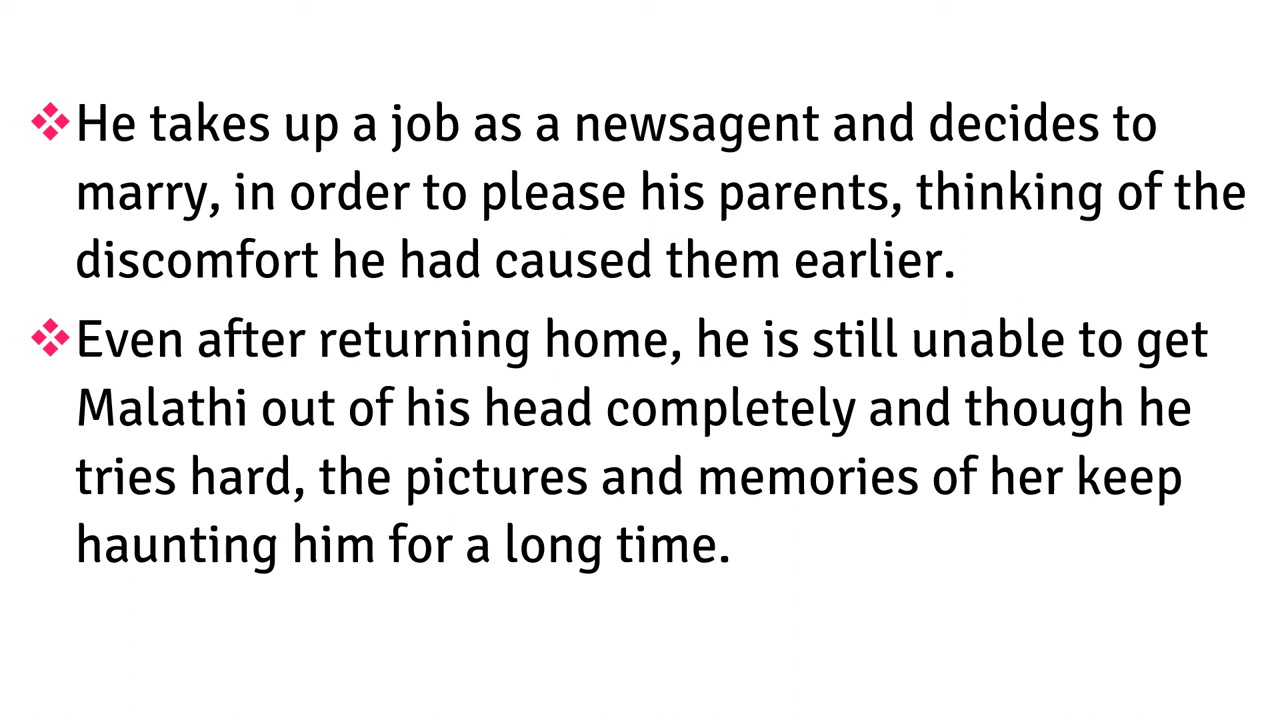 ❖He takes up a job as a newsagent and decides to
marry, in order to please his parents, thinking of the
discomfort he had caused them earlier.
❖Even after returning home, he is still unable to get
Malathi out of his head completely and though he
tries hard, the pictures and memories of her keep
haunting him for a long time.